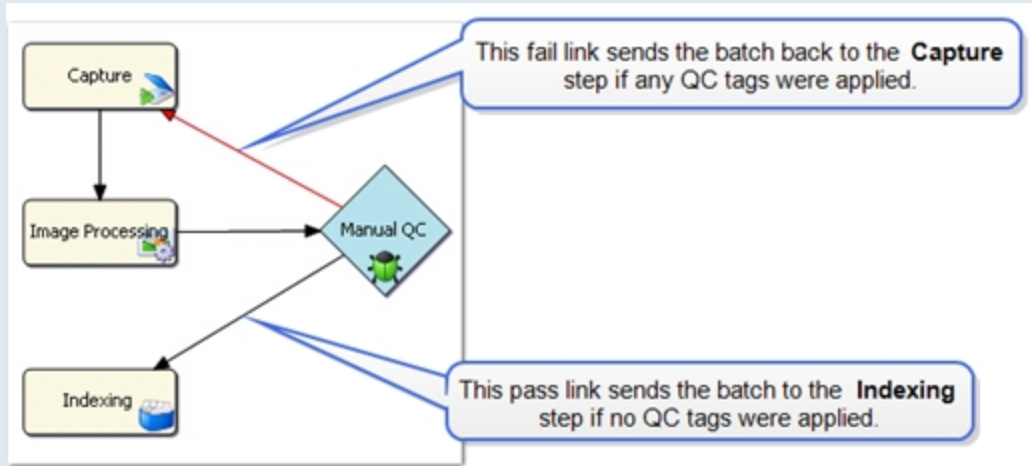 Capture
This fail link sends the batch back to the Capture
step if any QC tags were applied.
Image Processing
Manual QC
Indexing
This pass link sends the batch to the Indexing
step if no QC tags were applied.